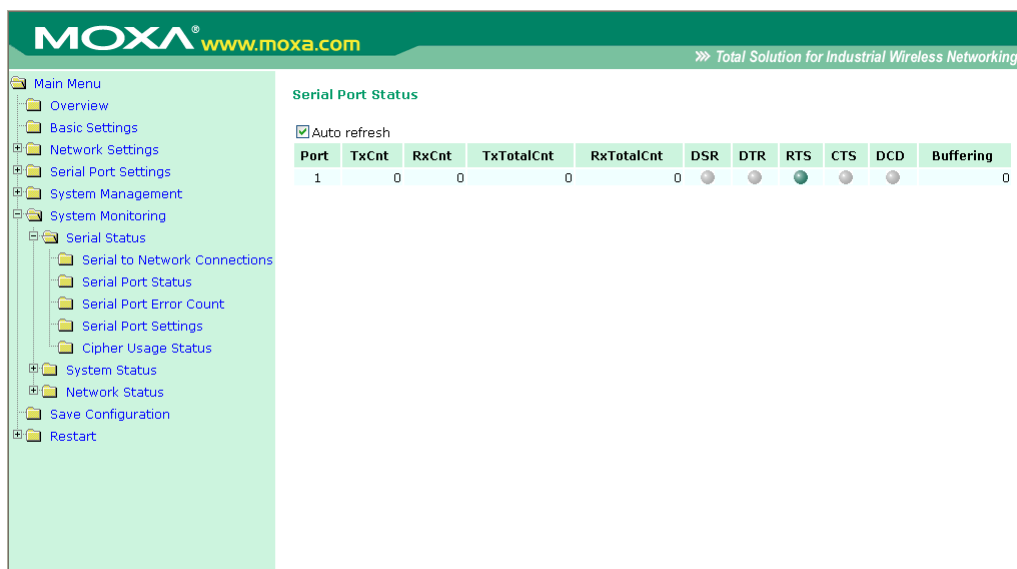 MOXA® www.moxa.com
Total Solution for Industrial Wireless Networking
Main Menu
Overview
Basic Settings
Network Settings
Serial Port Settings
System Management
System Monitoring
Serial Status
Serial to Network Connections
Serial Port Status
Serial Port Error Count
Serial Port Settings
Cipher Usage Status
System Status
Network Status
Save Configuration
Restart
Serial Port Status
Auto refresh
Port TxCnt RxCnt TxTotalCnt RxTotalCnt DSR DTR RTS CTS DCD Buffering
1 0 0 0 0 0